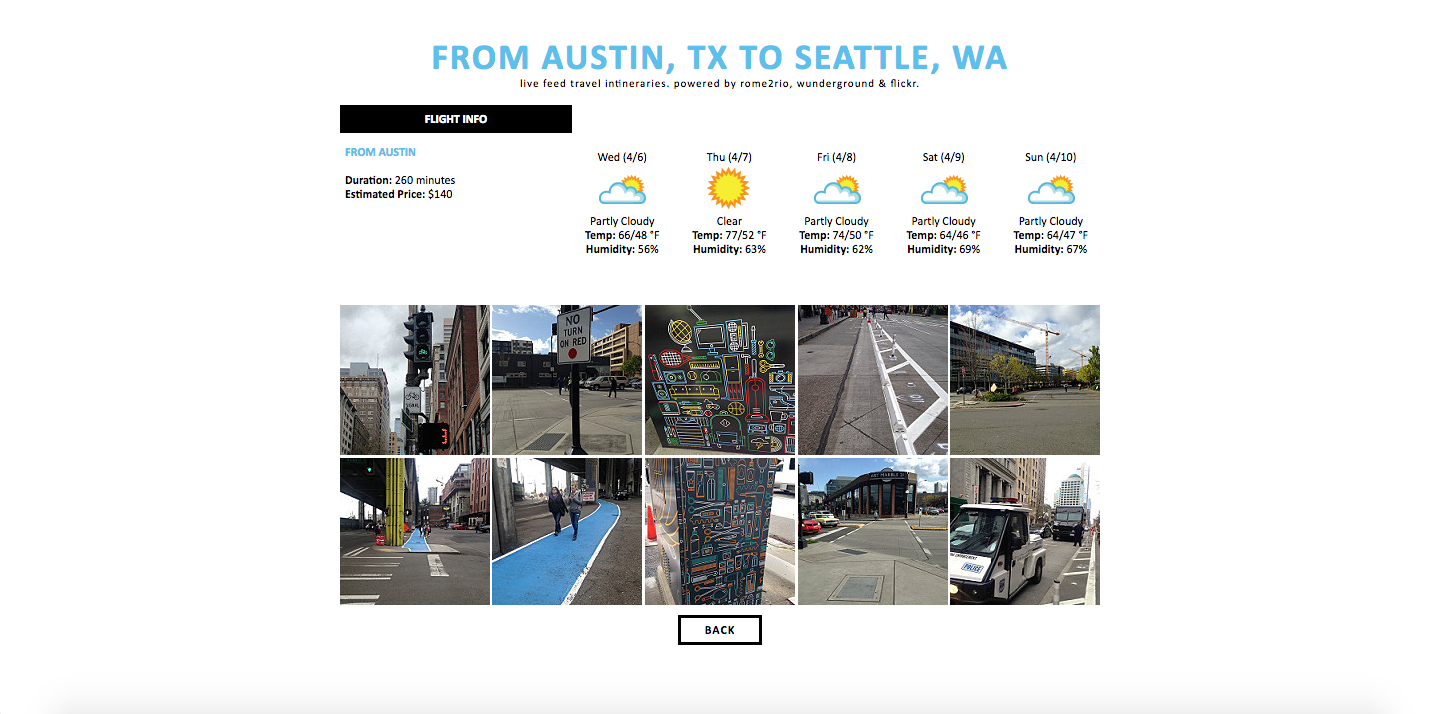 FROM AUSTIN, TX TO SEATTLE, WA
live feed travel intineraries. powered by rome2rio, wunderground & flickr.
FLIGHT INFO
FROM AUSTIN
Duration: 260 minutes
Estimated Price: $140
Wed (4/6)
Partly Cloudy
Temp: 66/48 °F
Humidity: 56%
Thu (4/7)
Clear
Temp: 77/52 °F
Humidity: 63%
Fri (4/8)
Partly Cloudy
Temp: 74/50 °F
Humidity: 62%
Sat (4/9)
Partly Cloudy
Temp: 64/46 °F
Humidity: 69%
Sun (4/10)
Partly Cloudy
Temp: 64/47 °F
Humidity: 67%
SIGNAL
NO
TURN
ON RED
POLICE
BACK